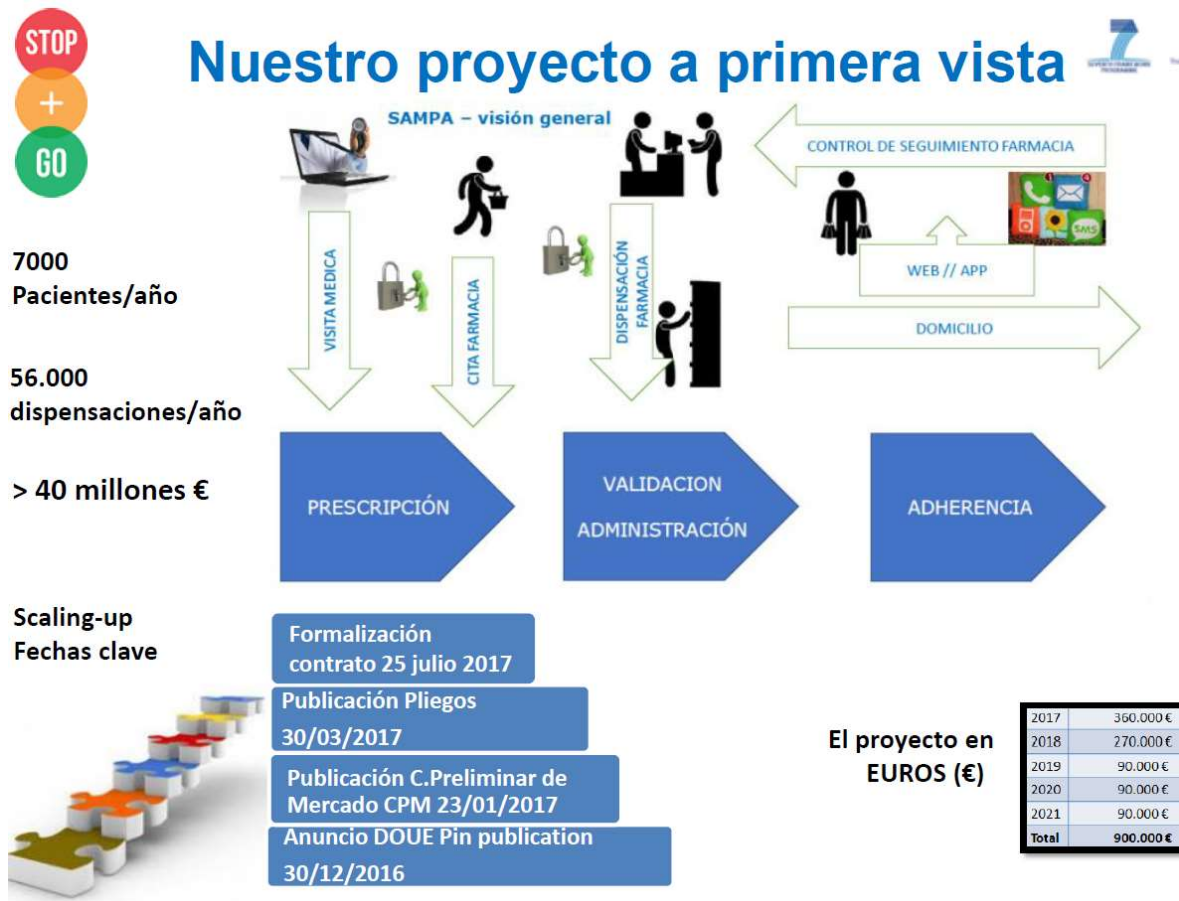 STOP
+
GO
Nuestro proyecto a primera vista
7
SEVENTH FRAMEWORK
PROGRAMME
SAMPA – visión general
CONTROL DE SEGUIMIENTO FARMACIA
SMS
VISITA MEDICA
CITA FARMACIA
DISPENSACIÓN
FARMACIA
WEB // APP
DOMICILIO
7000
Pacientes/año
56.000
dispensaciones/año
> 40 millones €
PRESCRIPCIÓN
VALIDACION
ADMINISTRACIÓN
ADHERENCIA
Scaling-up
Fechas clave
Formalización
contrato 25 julio 2017
Publicación Pliegos
30/03/2017
Publicación C.Preliminar de
Mercado CPM 23/01/2017
Anuncio DOUE Pin publication
30/12/2016
El proyecto en
EUROS (€)
2017 360.000 €
2018 270.000 €
2019 90.000 €
2020 90.000 €
2021 90.000 €
Total 900.000 €